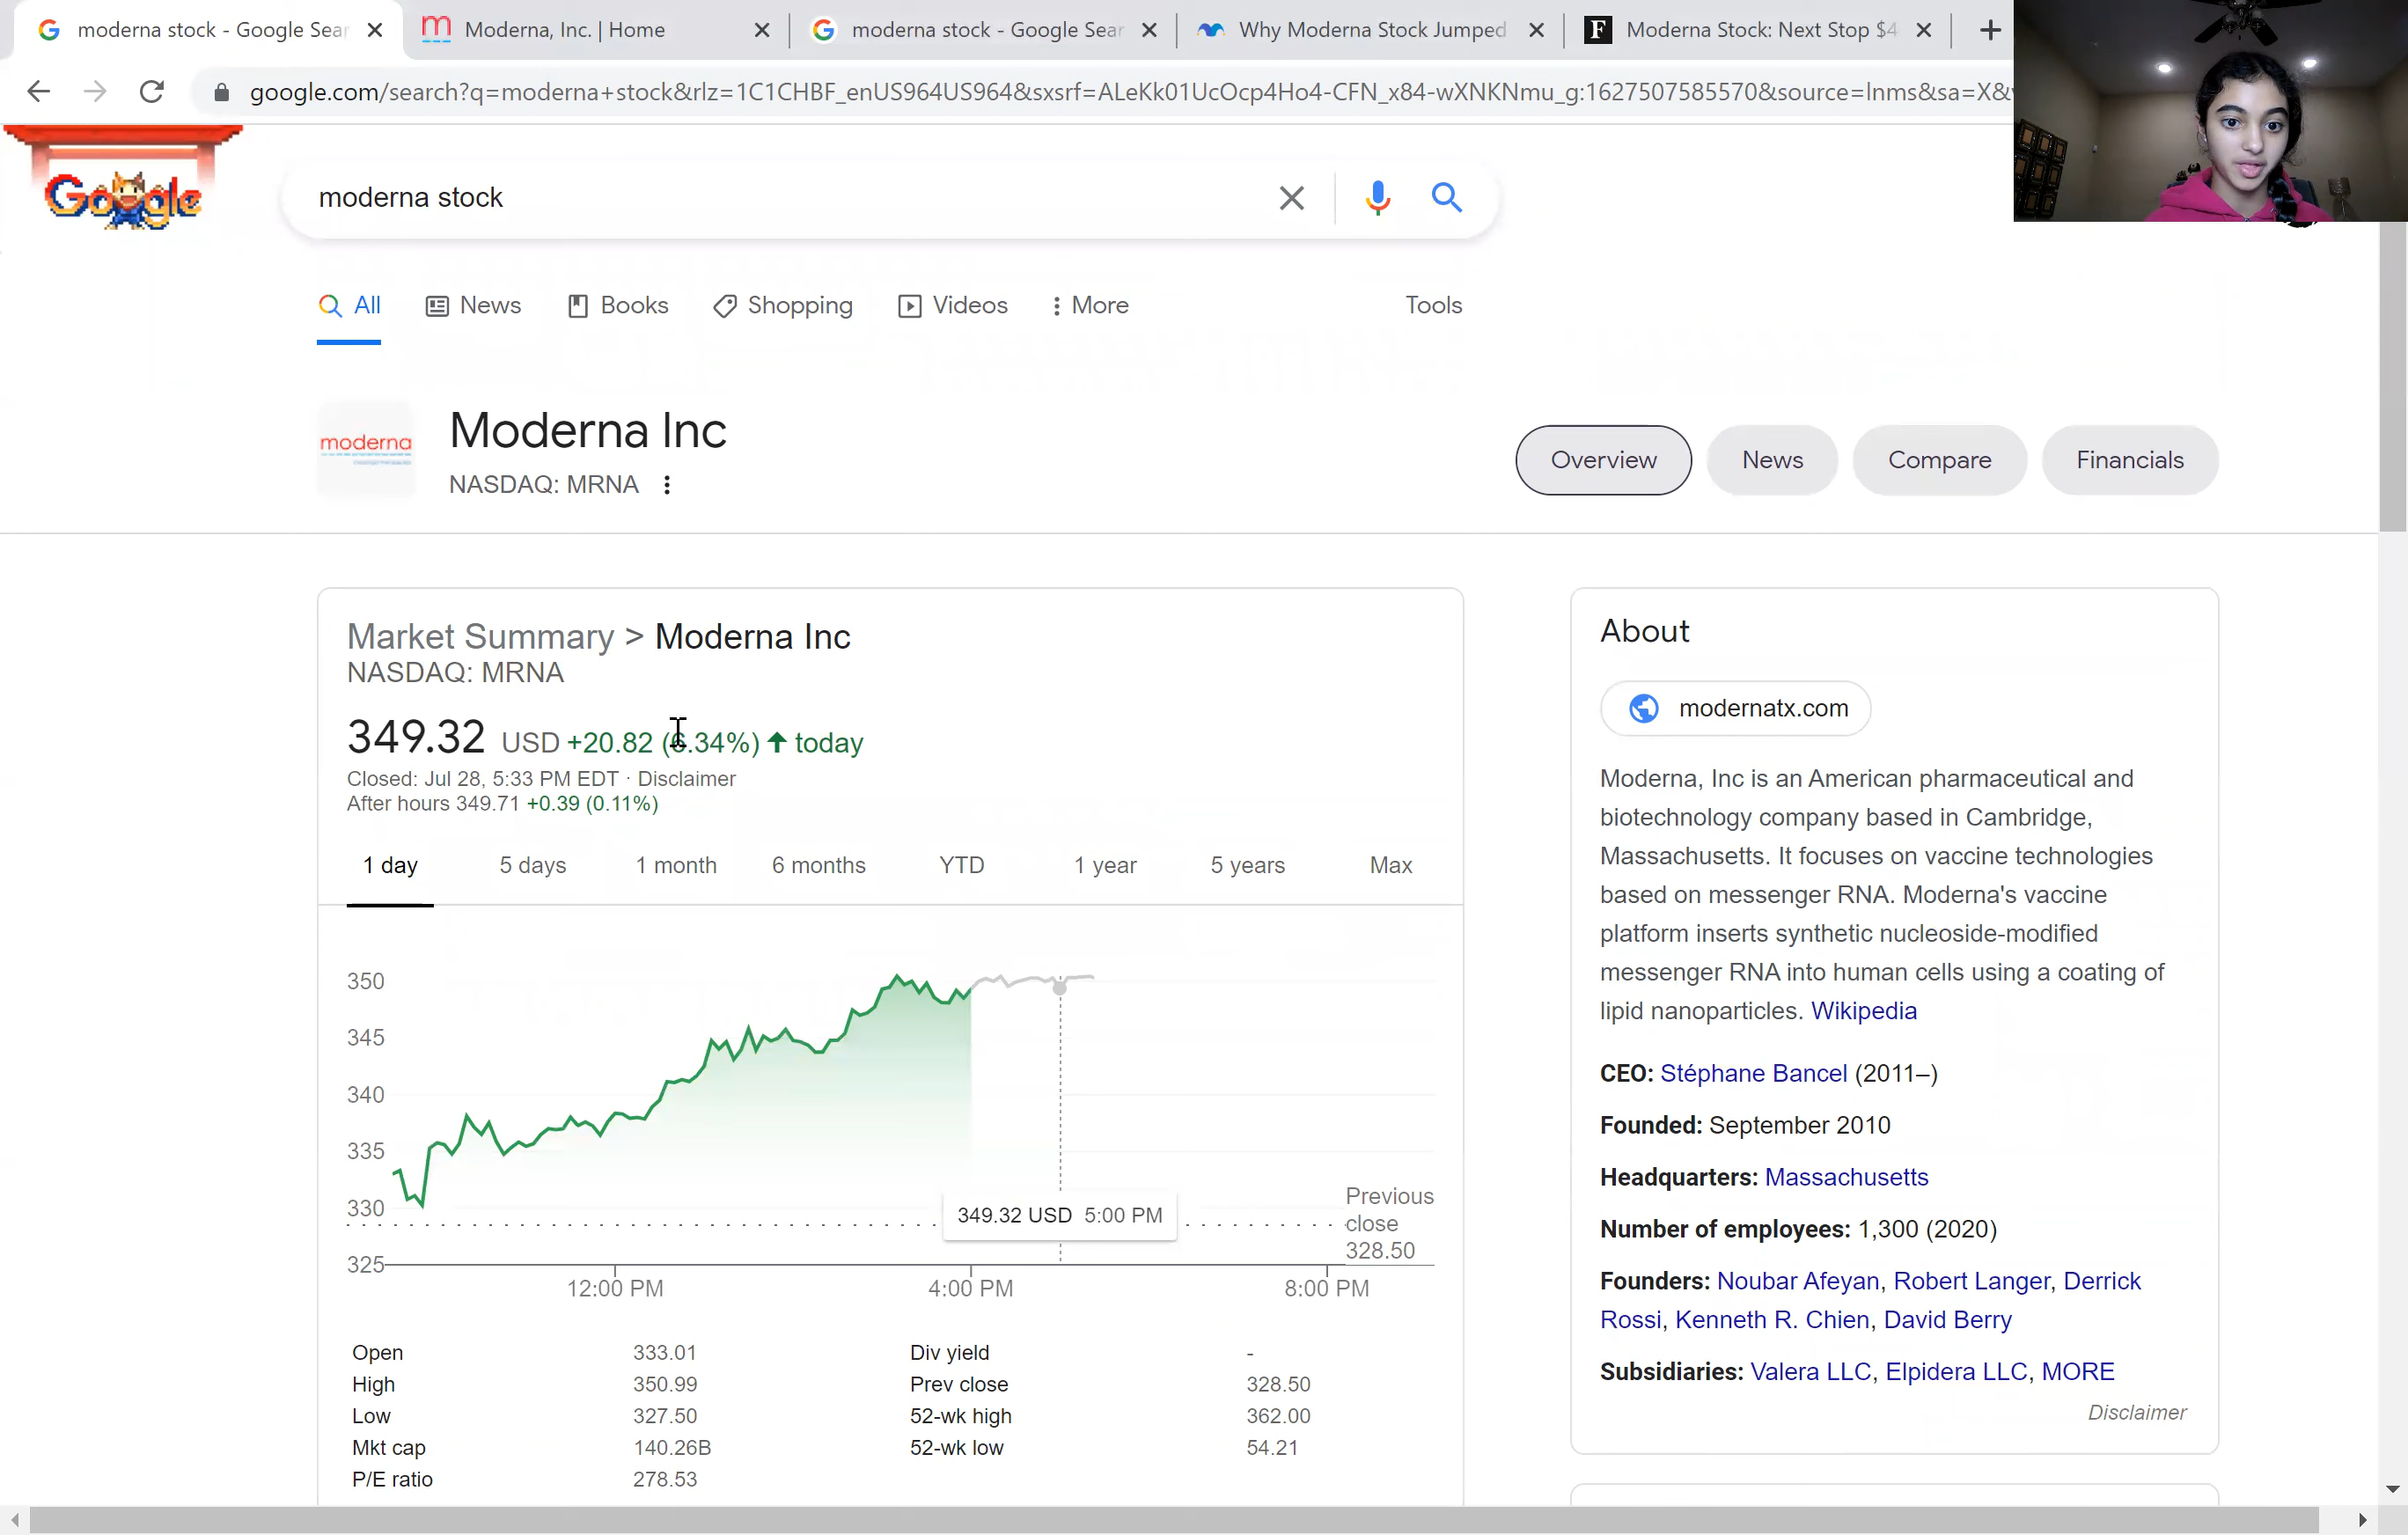 moderna stock - Google Sear
Moderna, Inc. | Home
moderna stock - Google Sear
Why Moderna Stock Jumped
Moderna Stock: Next Stop $4
google.com/search?q=moderna+stock&rlz=1C1CHBF_enUS964US964&sxsrf=ALeKk01UcOcp4Ho4-CFN_x84-wXNKNmu_g:1627507585570&source=lnms&sa=X&
Google
moderna stock
All
News
Books
Shopping
Videos
More
Tools
moderna
Moderna Inc
NASDAQ: MRNA
Overview
News
Compare
Financials
Market Summary > Moderna Inc
NASDAQ: MRNA
349.32 USD +20.82 (6.34%) today
Closed: Jul 28, 5:33 PM EDT · Disclaimer
After hours 349.71 +0.39 (0.11%)
1 day
5 days
1 month
6 months
YTD
1 year
5 years
Max
350
345
340
335
330
325
349.32 USD 5:00 PM
Previous
close
328.50
12:00 PM
4:00 PM
8:00 PM
Open 333.01
High 350.99
Low 327.50
Mkt cap 140.26B
P/E ratio 278.53
Div yield -
Prev close 328.50
52-wk high 362.00
52-wk low 54.21
About
modernatx.com
Moderna, Inc is an American pharmaceutical and
biotechnology company based in Cambridge,
Massachusetts. It focuses on vaccine technologies
based on messenger RNA. Moderna's vaccine
platform inserts synthetic nucleoside-modified
messenger RNA into human cells using a coating of
lipid nanoparticles. Wikipedia
CEO: Stéphane Bancel (2011–)
Founded: September 2010
Headquarters: Massachusetts
Number of employees: 1,300 (2020)
Founders: Noubar Afeyan, Robert Langer, Derrick
Rossi, Kenneth R. Chien, David Berry
Subsidiaries: Valera LLC, Elpidera LLC, MORE
Disclaimer